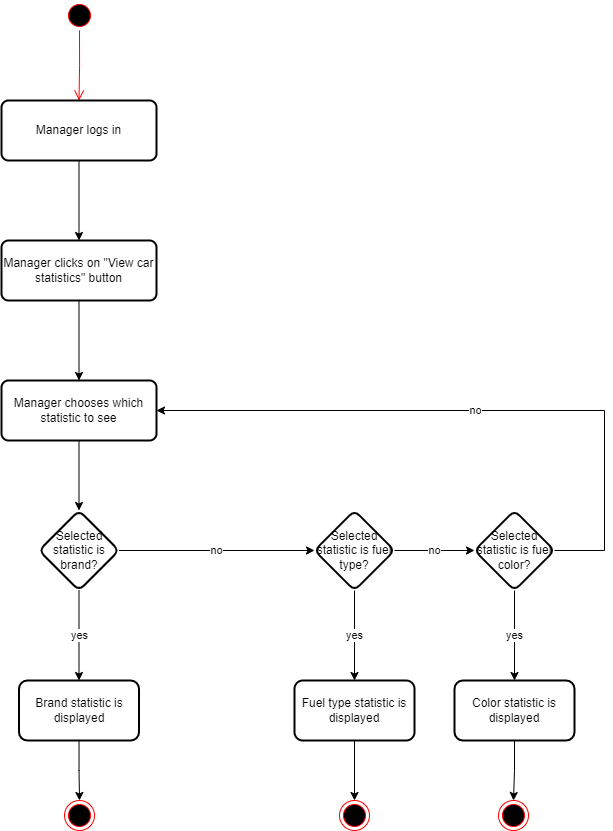 Manager logs in
Manager clicks on "View car
statistics" button
Manager chooses which
statistic to see
no
Selected
statistic is
brand?
no
Selected
statistic is fuel
type?
no
Selected
statistic is fuel
color?
yes
yes
yes
Brand statistic is
displayed
Fuel type statistic is
displayed
Color statistic is
displayed